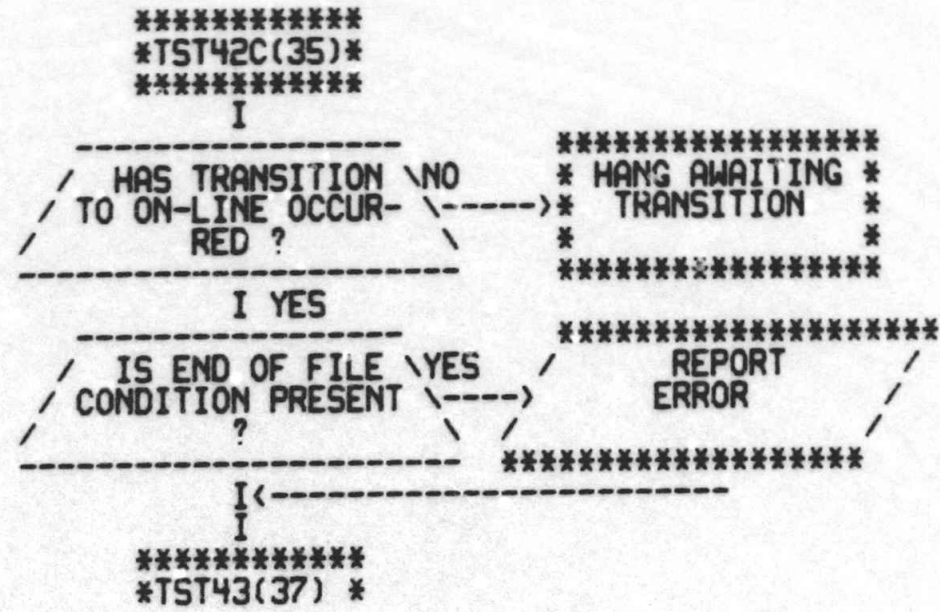 ************
*TST42C(35)*
************
I
--------------------
/ HAS TRANSITION \NO
/ TO ON-LINE OCCUR- \----->
/ RED ? \
---------------------------
*****************
* HANG AWAITING *
* TRANSITION *
* *
*****************
I YES
--------------------
/ IS END OF FILE \YES
/ CONDITION PRESENT \---->
/ ? \
---------------------------
********************
/ REPORT /
ERROR /
/ /
*******************
I<----------------------------
I
************
*TST43(37) *